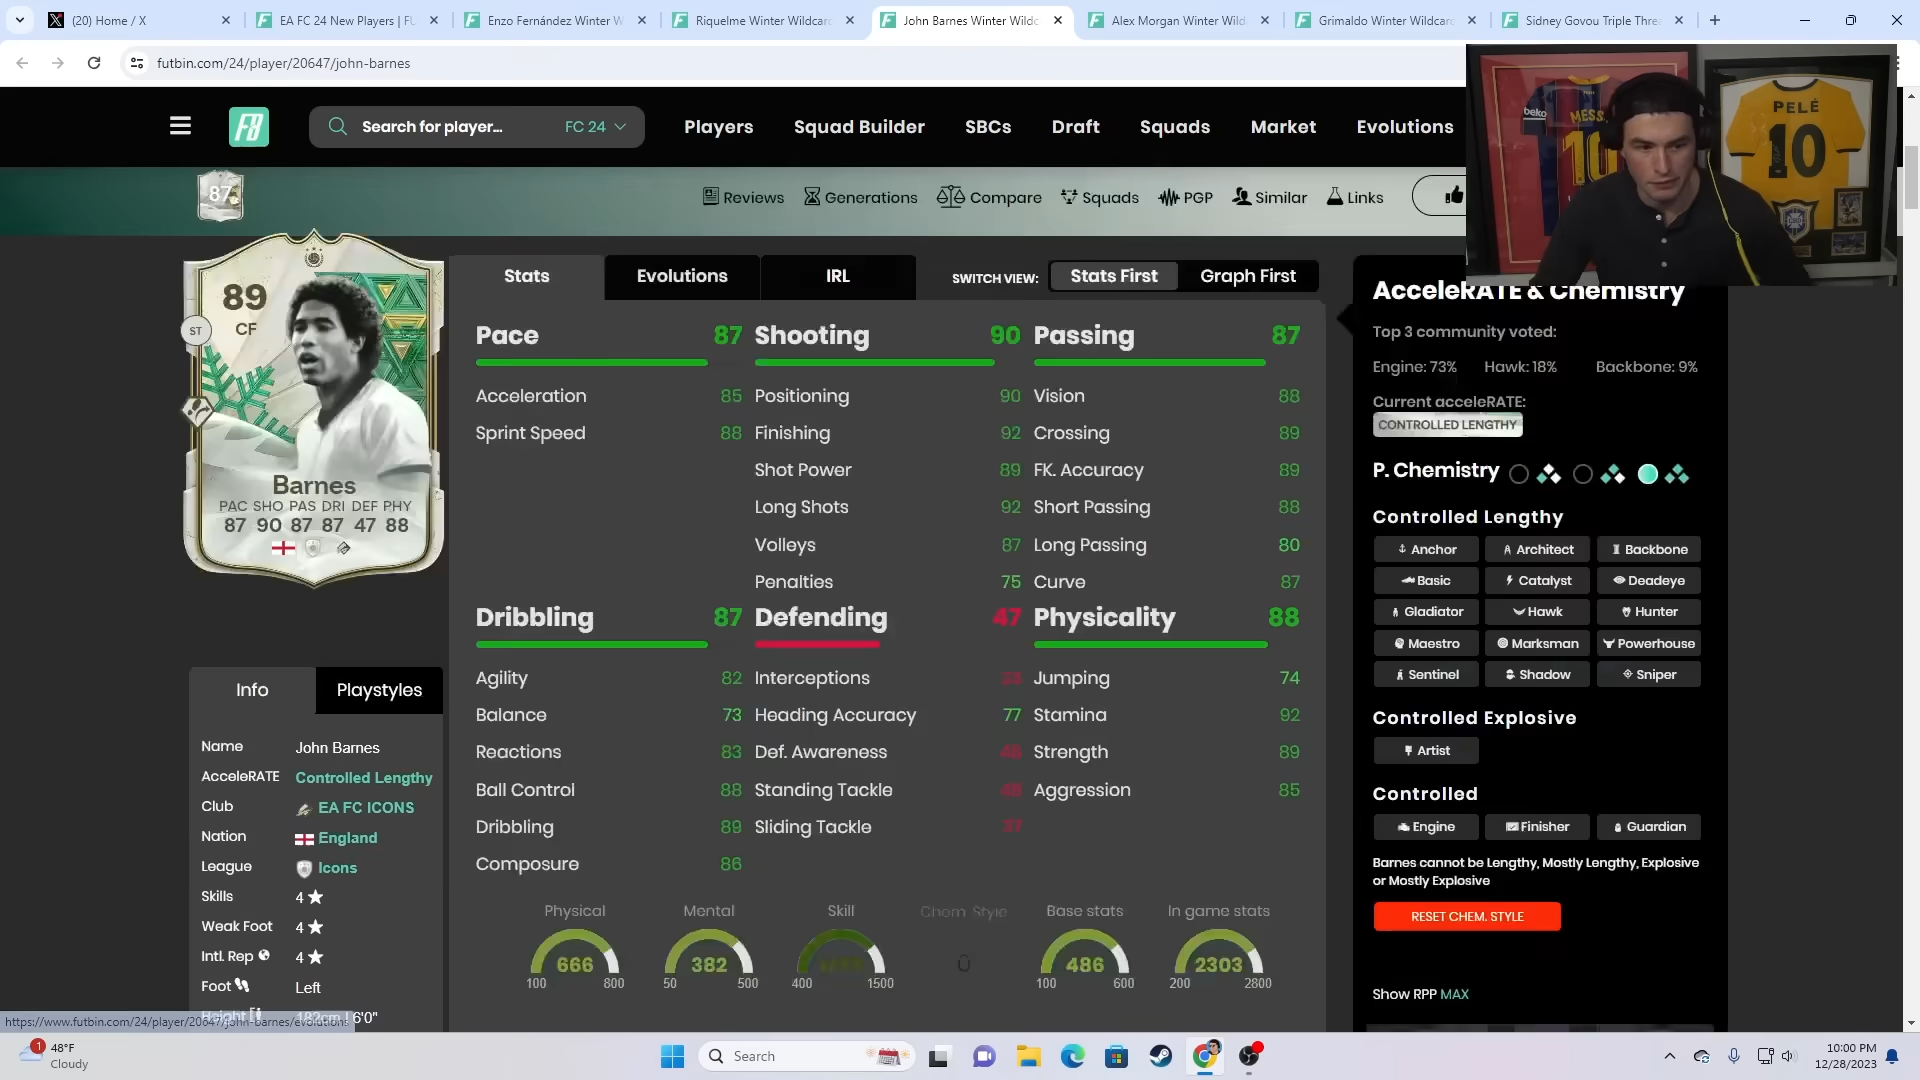 (20) Home / X
EA FC 24 New Players | FU
Enzo Fernández Winter W
Riquelme Winter Wildcar
John Barnes Winter Wildc
Alex Morgan Winter Wild
Grimaldo Winter Wildcar
Sidney Govou Triple Thre
futbin.com/24/player/20647/john-barnes
Search for player... FC 24
Players Squad Builder SBCs Draft Squads Market Evolutions
87
Reviews Generations Compare Squads PGP Similar Links
beko MESS 10
PELÉ 10
89
CF
ST
Barnes
PAC SHO PAS DRI DEF PHY
87 90 87 87 47 88
Stats Evolutions IRL SWITCH VIEW: Stats First Graph First
Pace 87 Shooting 90 Passing 87
Acceleration 85 Positioning 90 Vision 88
Sprint Speed 88 Finishing 92 Crossing 89
Shot Power 89 FK. Accuracy 89
Long Shots 92 Short Passing 88
Volleys 87 Long Passing 80
Penalties 75 Curve 87
Dribbling 87 Defending 47 Physicality 88
Agility 82 Interceptions 33 Jumping 74
Balance 73 Heading Accuracy 77 Stamina 92
Reactions 83 Def. Awareness Strength 89
Ball Control 88 Standing Tackle Aggression 85
Dribbling 89 Sliding Tackle 37
Composure 86
Physical Mental Skill Chem Style Base stats In game stats
666 382 0 486 2303
100 800 50 500 400 1500 100 600 200 2800
Info Playstyles
Name John Barnes
AcceleRATE Controlled Lengthy
Club EA FC ICONS
Nation England
League Icons
Skills 4
Weak Foot 4
Intl. Rep 4
Foot Left
Height 182cm | 6'0"
https://www.futbin.com/24/player/20647/john-barnes/evolutions
AcceleRATE & Chemistry
Top 3 community voted:
Engine: 73% Hawk: 18% Backbone: 9%
Current acceleRATE:
CONTROLLED LENGTHY
P. Chemistry
Controlled Lengthy
Anchor Architect Backbone
Basic Catalyst Deadeye
Gladiator Hawk Hunter
Maestro Marksman Powerhouse
Sentinel Shadow Sniper
Controlled Explosive
Artist
Controlled
Engine Finisher Guardian
Barnes cannot be Lengthy, Mostly Lengthy, Explosive
or Mostly Explosive
RESET CHEM. STYLE
Show RPP MAX
1
48°F
Cloudy
Search
10:00 PM
12/28/2023